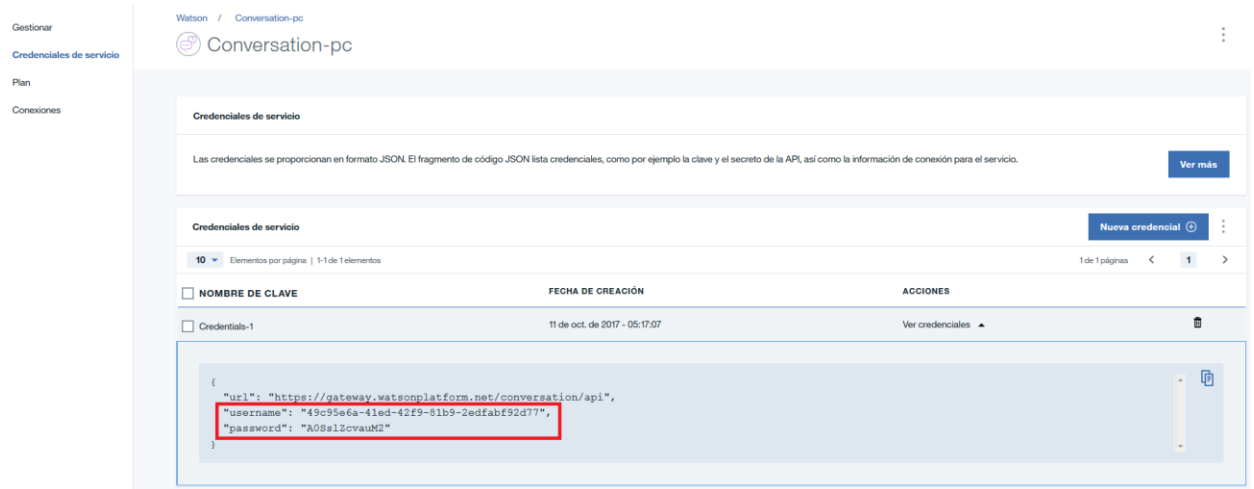 Gestionar
Credenciales de servicio
Plan
Conexiones
Watson / Conversation-pc
Conversation-pc
Credenciales de servicio
Las credenciales se proporcionan en formato JSON. El fragmento de código JSON lista credenciales, como por ejemplo la clave y el secreto de la API, así como la información de conexión para el servicio.
Ver más
Credenciales de servicio
Nueva credencial
10 Elementos por página | 1-1 de 1 elementos
1 de 1 páginas < 1 >
NOMBRE DE CLAVE FECHA DE CREACIÓN ACCIONES
Credentials-1 11 de oct. de 2017 - 05:17:07 Ver credenciales
{
"url": "https://gateway.watsonplatform.net/conversation/api",
"username": "49c95e6a-41ed-42f9-81b9-2edfabf92d77",
"password": "A0SslZcvauM2"
}